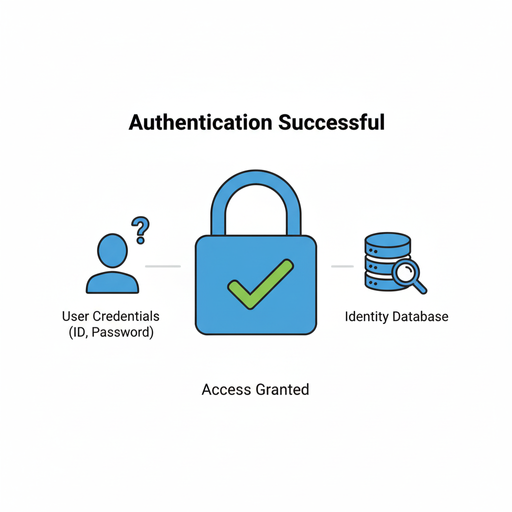 Authentication Successful
?
User Credentials
(ID, Password)
Identity Database
Access Granted